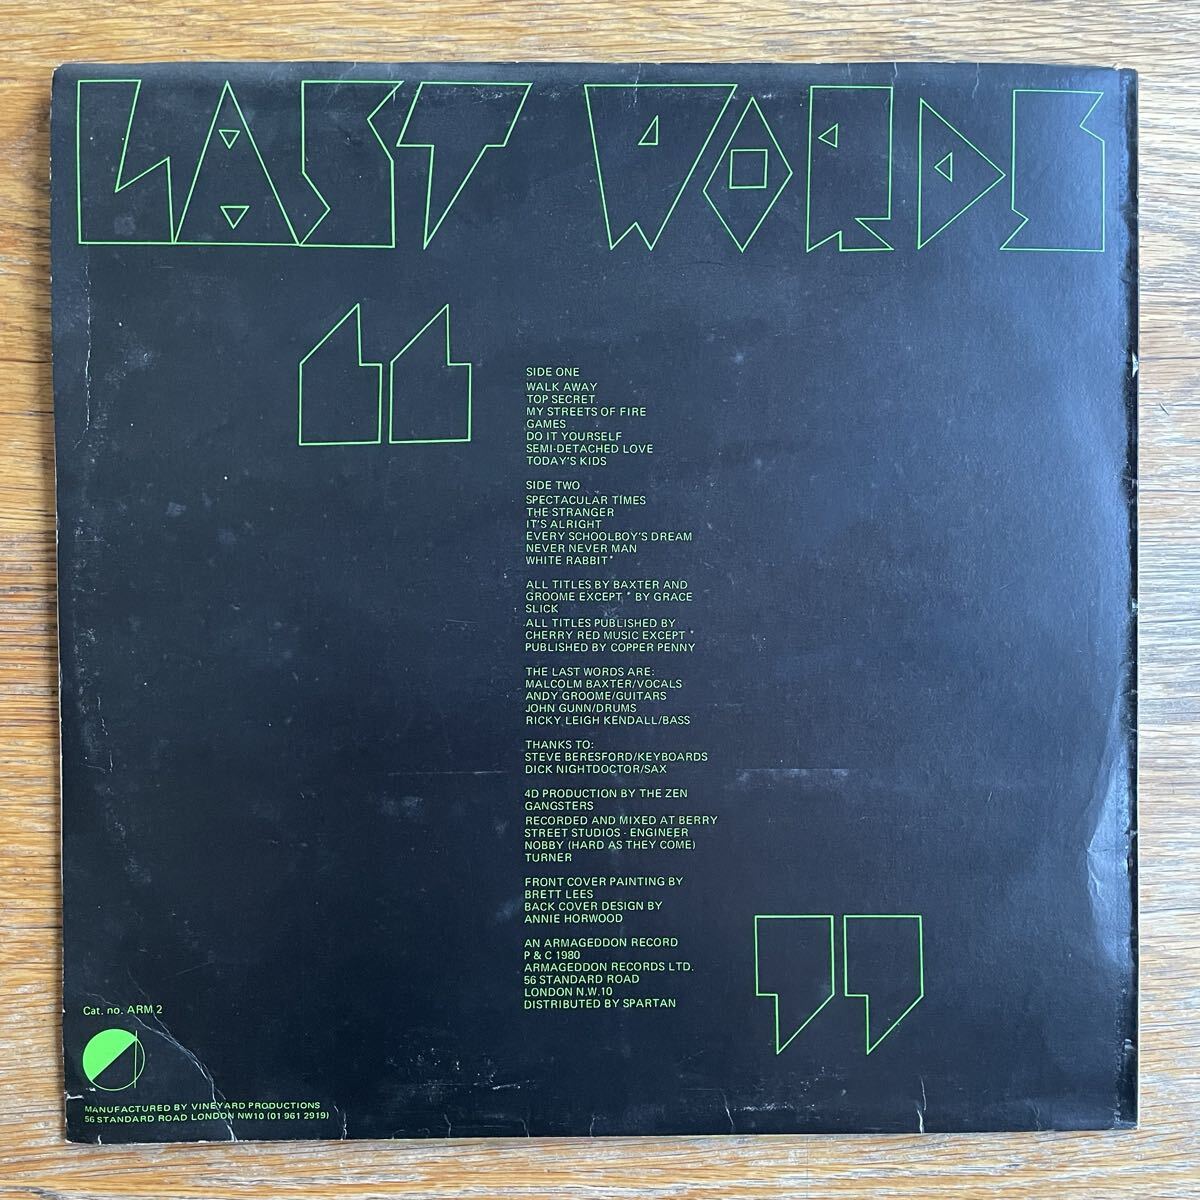 LAST WORDS
“
SIDE ONE
WALK AWAY
TOP SECRET.
MY STREETS OF FIRE
GAMES
DO IT YOURSELF
SEMI-DETACHED LOVE
TODAY'S KIDS
SIDE TWO
SPECTACULAR TIMES
THE STRANGER
IT'S ALRIGHT
EVERY SCHOOLBOY'S DREAM
NEVER NEVER MAN
WHITE RABBIT*
ALL TITLES BY BAXTER AND
GROOME EXCEPT * BY GRACE
SLICK
ALL TITLES PUBLISHED BY
CHERRY RED MUSIC EXCEPT *
PUBLISHED BY COPPER PENNY
THE LAST WORDS ARE:
MALCOLM BAXTER/VOCALS
ANDY GROOME/GUITARS
JOHN GUNN/DRUMS
RICKY LEIGH KENDALL/BASS
THANKS TO:
STEVE BERESFORD/KEYBOARDS
DICK NIGHTDOCTOR/SAX
4D PRODUCTION BY THE ZEN
GANGSTERS
RECORDED AND MIXED AT BERRY
STREET STUDIOS - ENGINEER
NOBBY (HARD AS THEY COME)
TURNER
FRONT COVER PAINTING BY
BRETT LEES
BACK COVER DESIGN BY
ANNIE HORWOOD
AN ARMAGEDDON RECORD
P & C 1980
ARMAGEDDON RECORDS LTD.
56 STANDARD ROAD
LONDON N.W.10
DISTRIBUTED BY SPARTAN
”
Cat. no. ARM 2
MANUFACTURED BY VINEYARD PRODUCTIONS
56 STANDARD ROAD LONDON NW10 (01 961 2919)